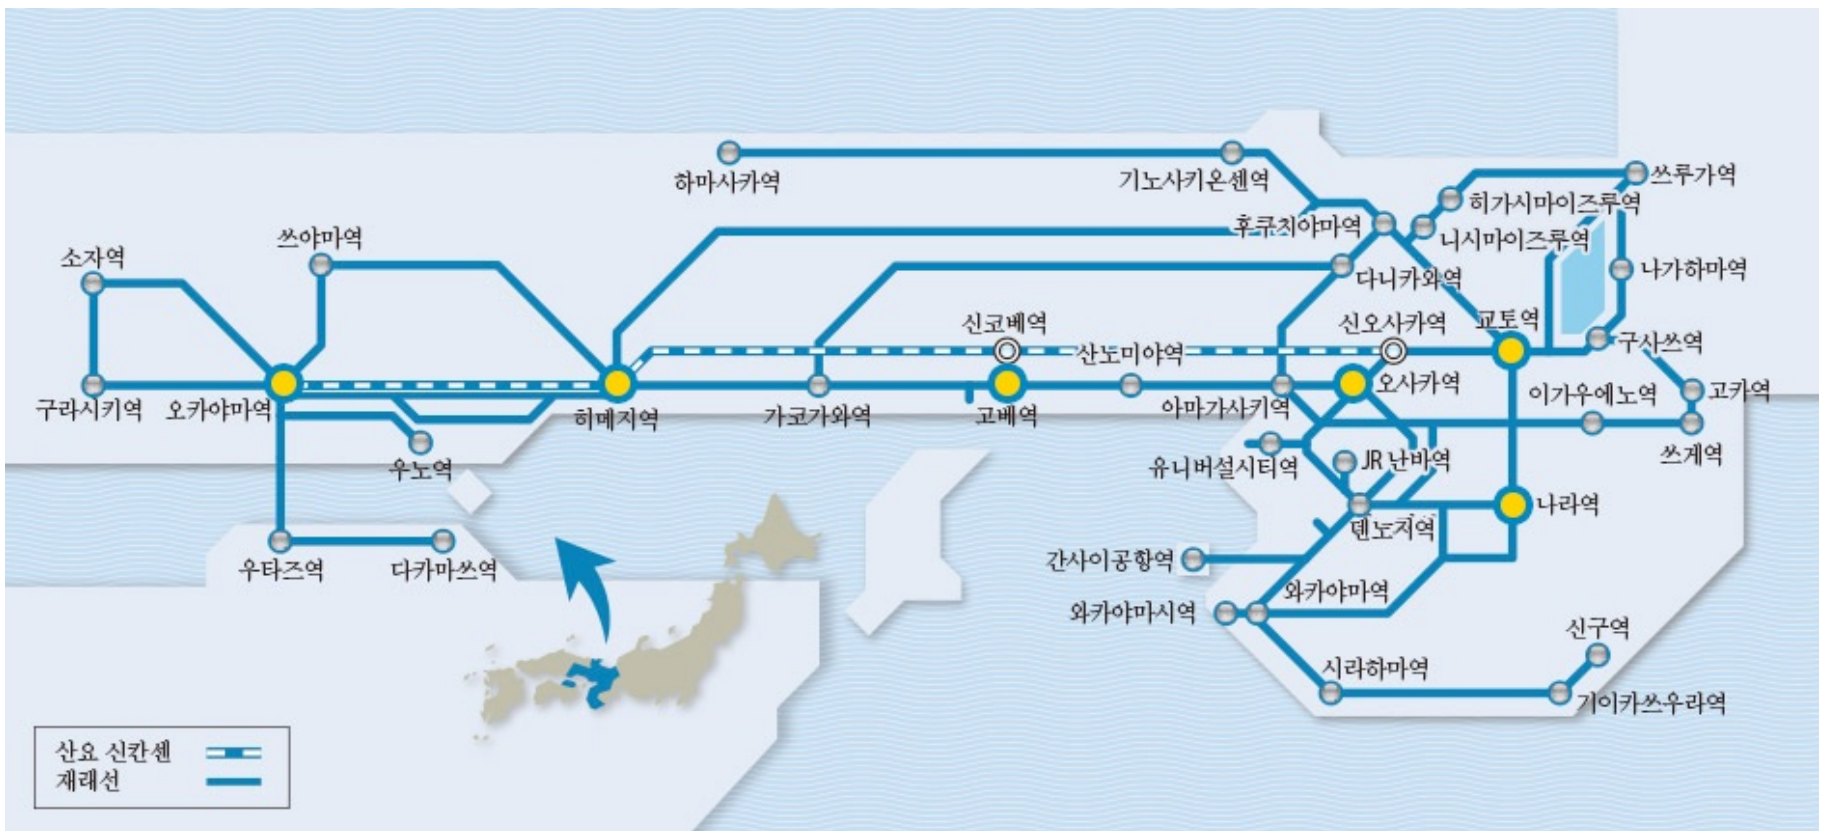 하마사카역
기노사키온센역
쓰루가역
히가시마이즈루역
후쿠치야마역
니시마이즈루역
쓰야마역
소자역
다니카와역
나가하마역
신코베역
신오사카역
교토역
산노미야역
구사쓰역
구라시키역
오카야마역
히메지역
가코가와역
고베역
아마가사키역
오사카역
이가우에노역
고카역
우노역
유니버설시티역
JR 난바역
쓰게역
나라역
덴노지역
우타즈역
다카마쓰역
간사이공항역
와카야마역
와카야마시역
신구역
시라하마역
기이카쓰우라역
산요 신칸센
재래선